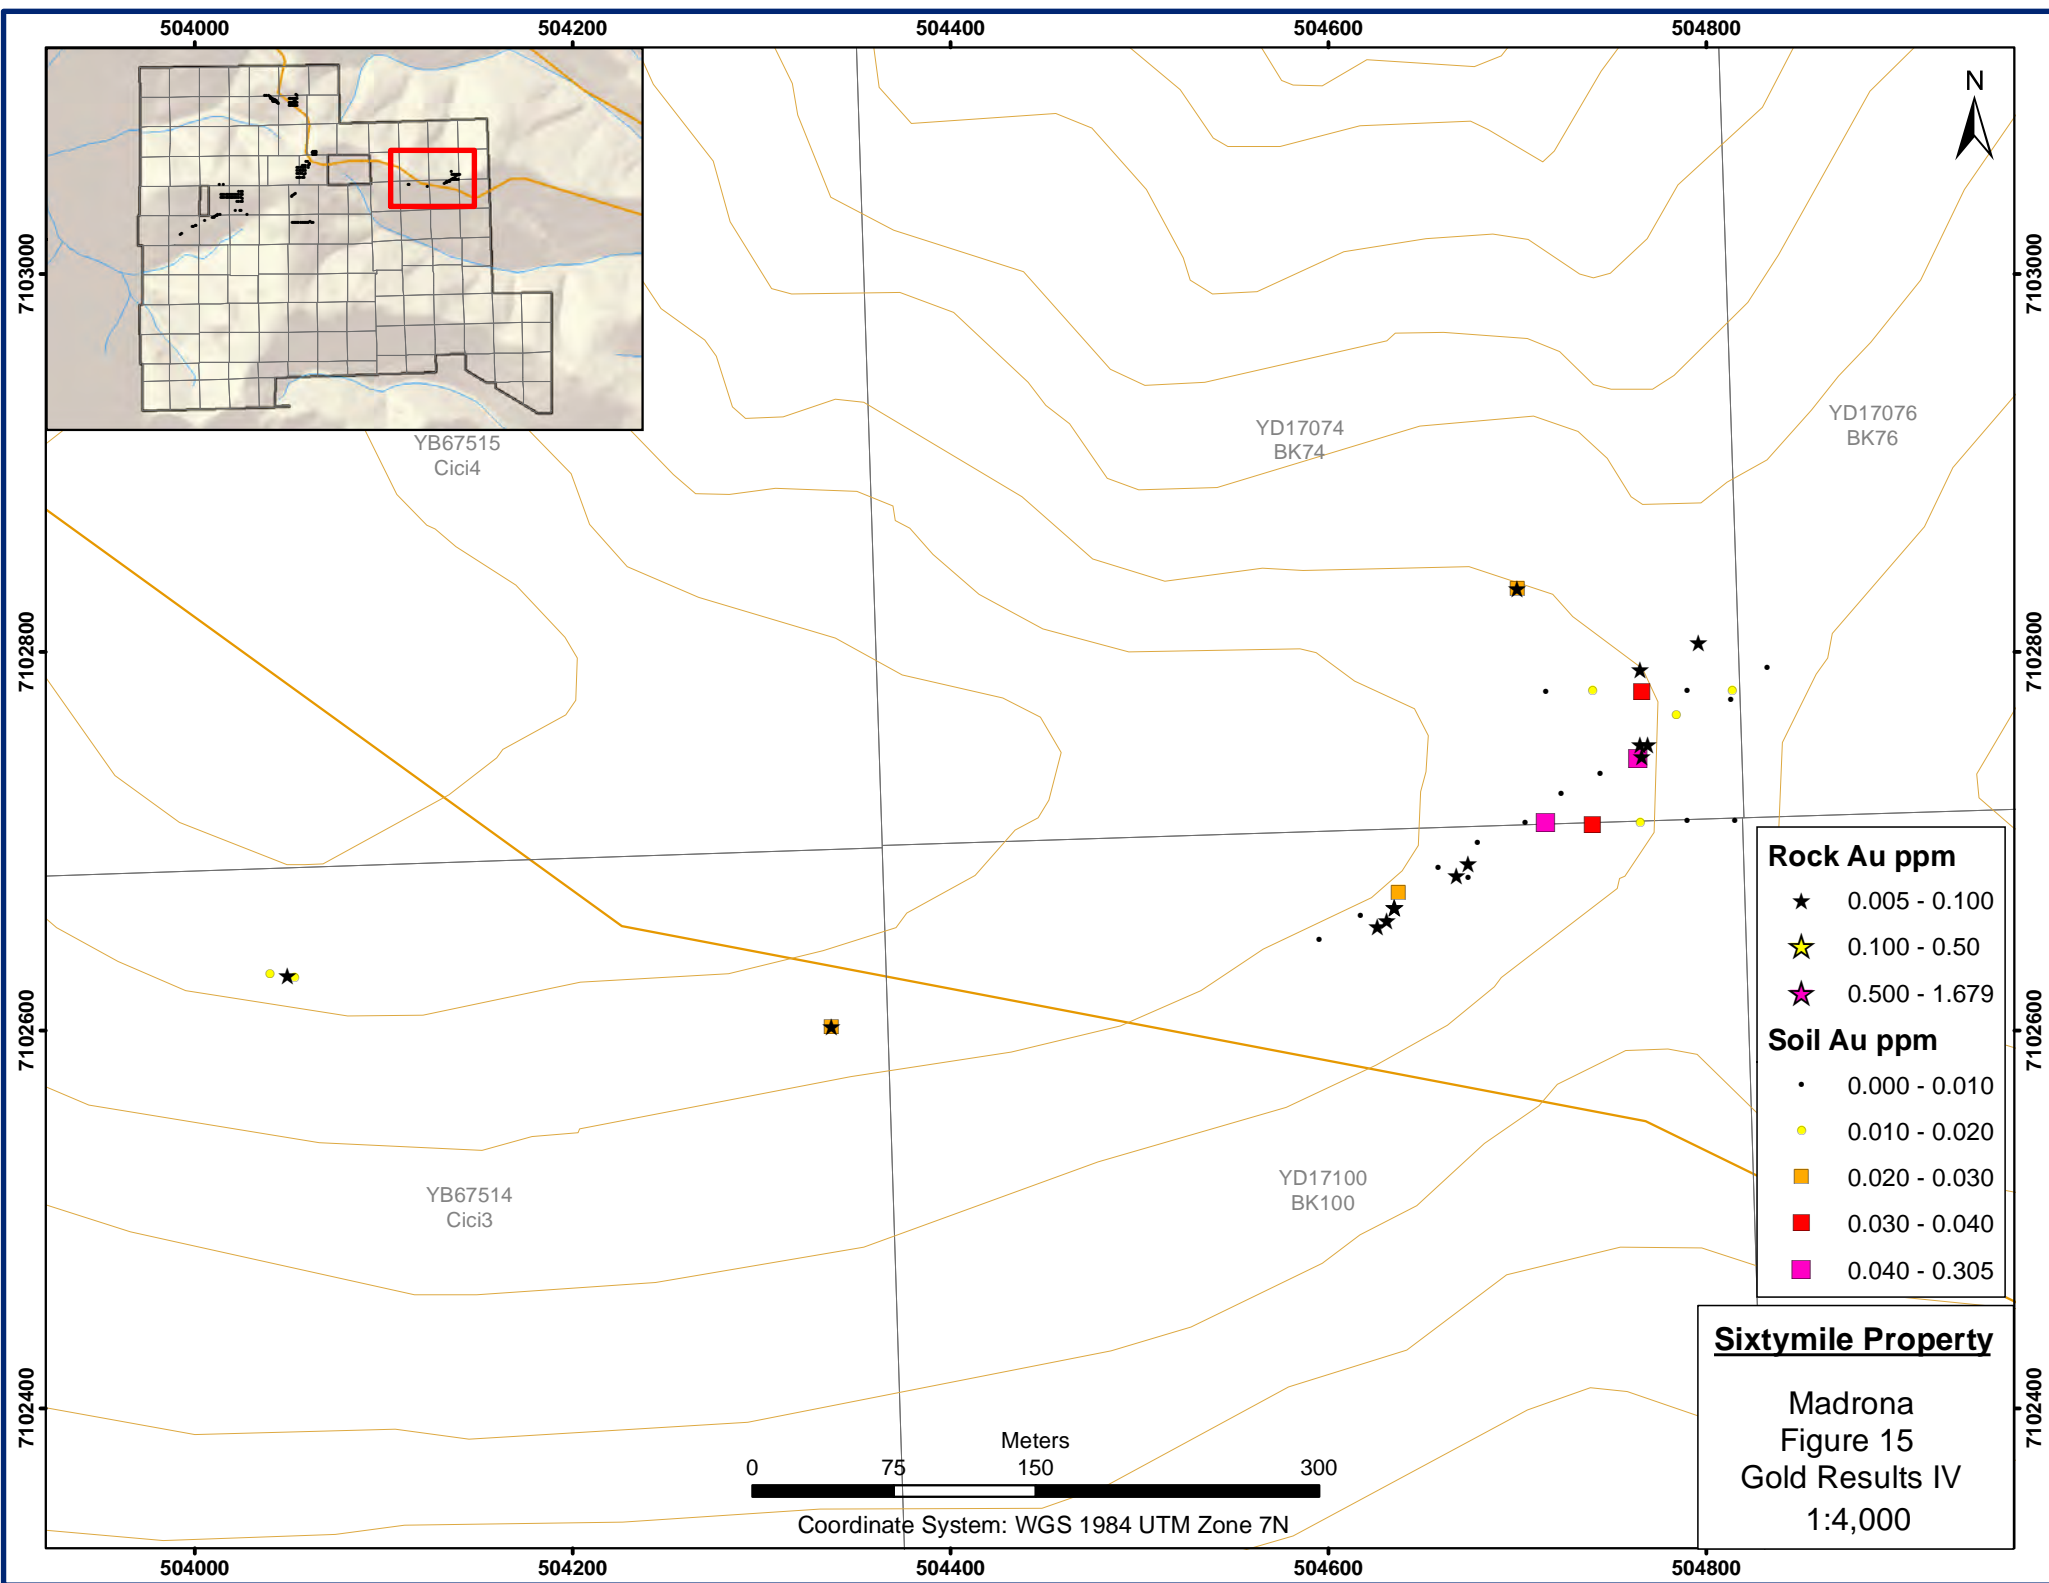 504000 504200 504400 504600 504800
N
7103000 7103000
YB67515
Cici4
YD17074
BK74
YD17076
BK76
7102800 7102800
Rock Au ppm
0.005 - 0.100
0.100 - 0.50
0.500 - 1.679
Soil Au ppm
0.000 - 0.010
0.010 - 0.020
0.020 - 0.030
0.030 - 0.040
0.040 - 0.305
7102600 7102600
YB67514
Cici3
YD17100
BK100
Sixtymile Property
Madrona
Figure 15
Gold Results IV
1:4,000
7102400 7102400
Meters
0 75 150 300
Coordinate System: WGS 1984 UTM Zone 7N
504000 504200 504400 504600 504800